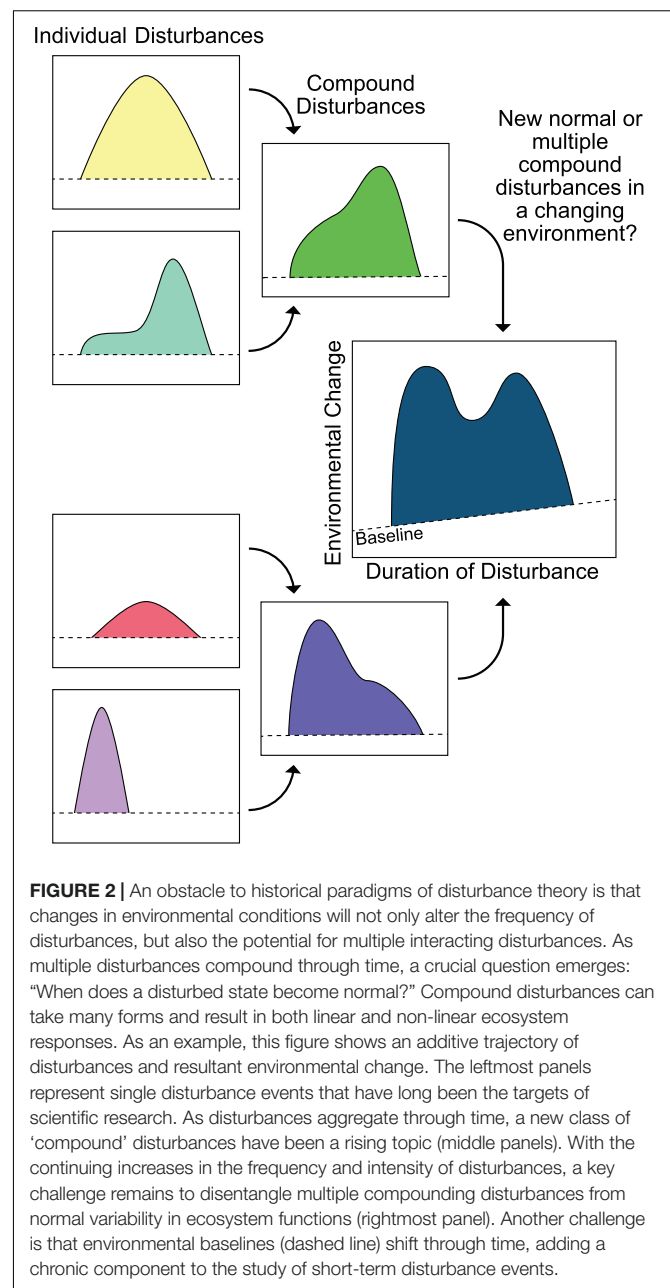 Individual Disturbances
Compound
Disturbances
New normal or
multiple
compound
disturbances in
a changing
environment?
Environmental Change
Baseline
Duration of Disturbance
FIGURE 2 | An obstacle to historical paradigms of disturbance theory is that
changes in environmental conditions will not only alter the frequency of
disturbances, but also the potential for multiple interacting disturbances. As
multiple disturbances compound through time, a crucial question emerges:
“When does a disturbed state become normal?” Compound disturbances can
take many forms and result in both linear and non-linear ecosystem
responses. As an example, this figure shows an additive trajectory of
disturbances and resultant environmental change. The leftmost panels
represent single disturbance events that have long been the targets of
scientific research. As disturbances aggregate through time, a new class of
‘compound’ disturbances have been a rising topic (middle panels). With the
continuing increases in the frequency and intensity of disturbances, a key
challenge remains to disentangle multiple compounding disturbances from
normal variability in ecosystem functions (rightmost panel). Another challenge
is that environmental baselines (dashed line) shift through time, adding a
chronic component to the study of short-term disturbance events.